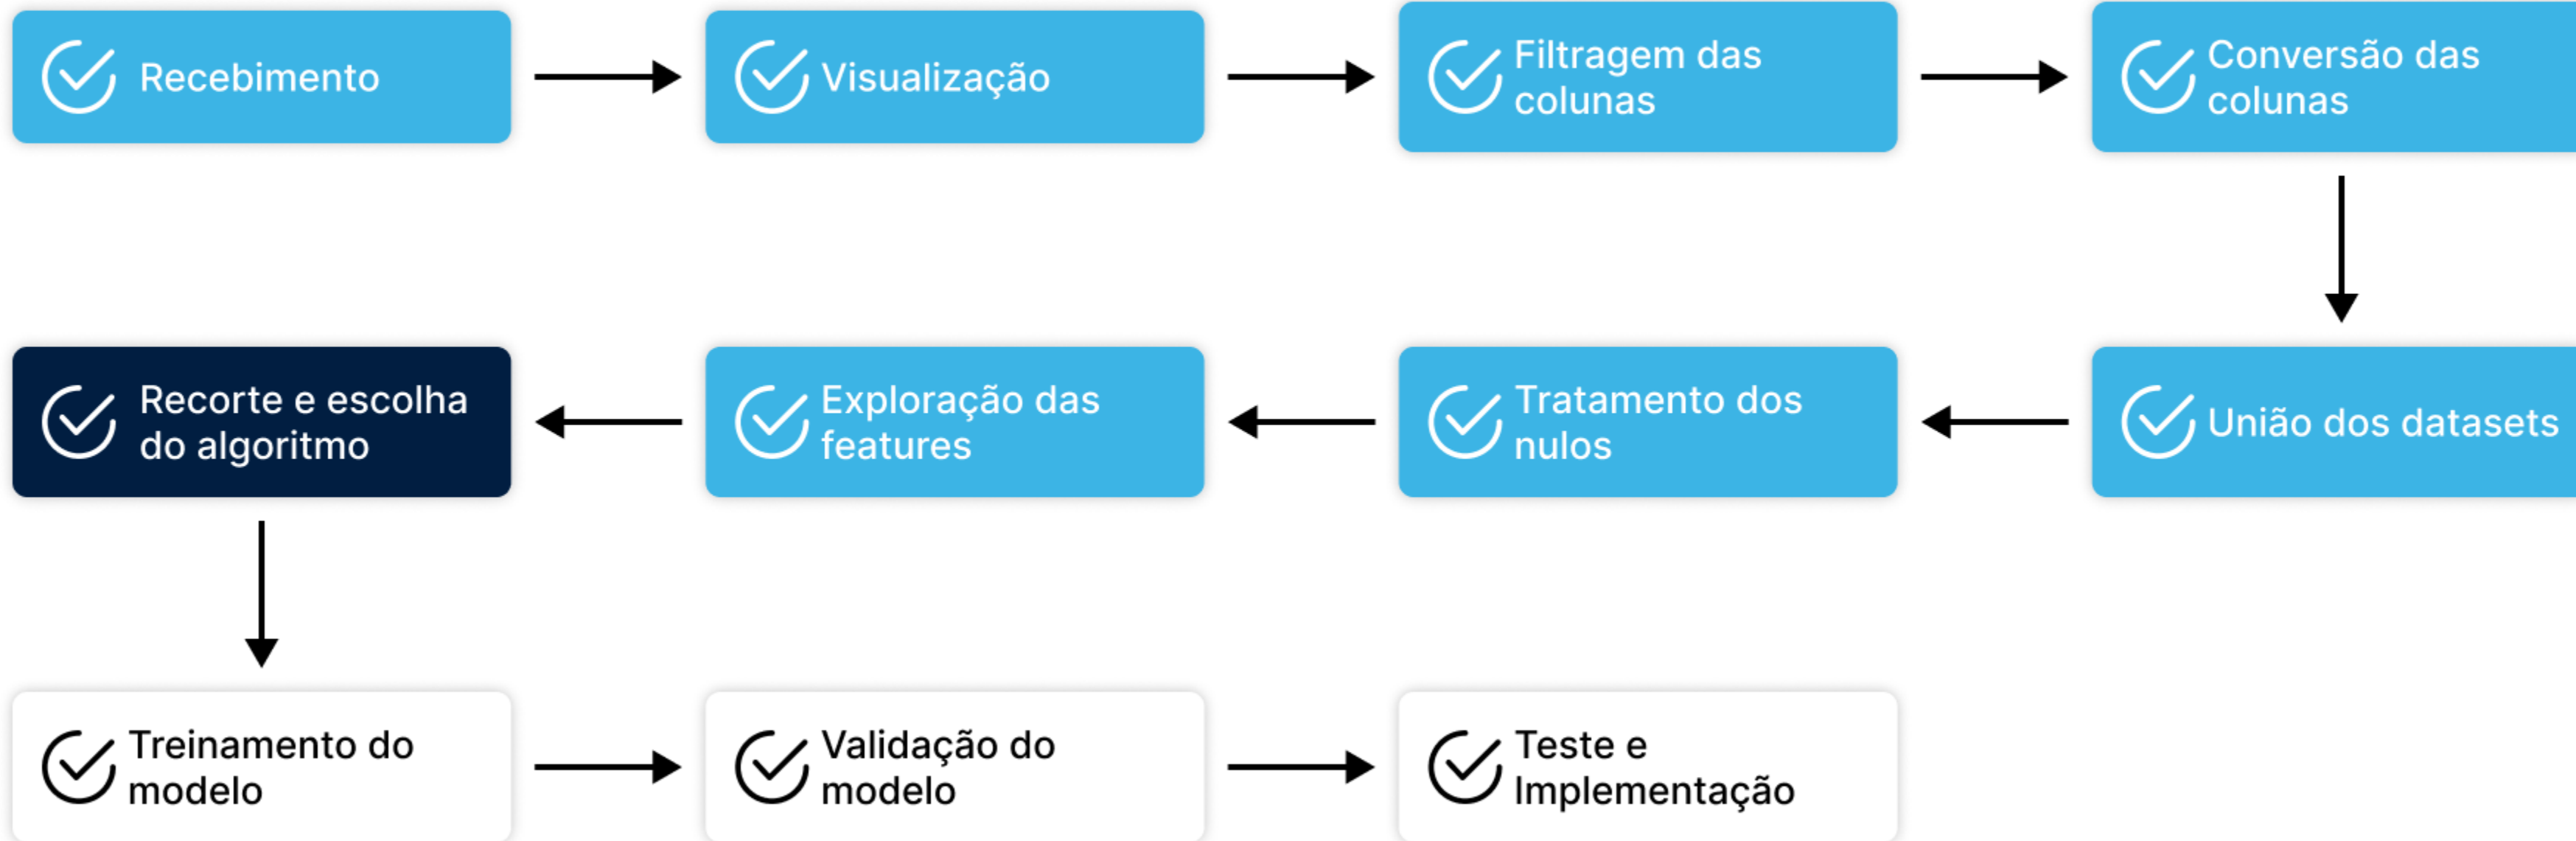 Recebimento
Visualização
Filtragem das
colunas
Conversão das
colunas
União dos datasets
Tratamento dos
nulos
Exploração das
features
Recorte e escolha
do algoritmo
Treinamento do
modelo
Validação do
modelo
Teste e
Implementação